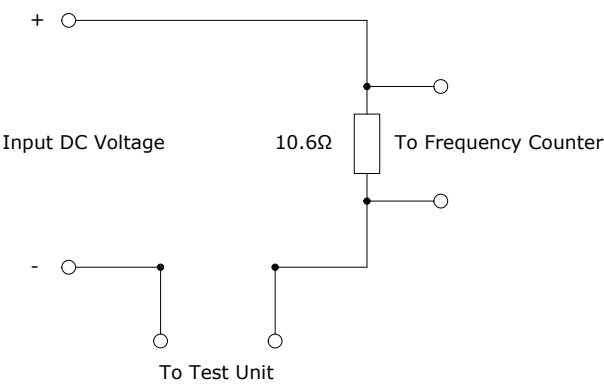 +
Input DC Voltage
10.6Ω
To Frequency Counter
-
To Test Unit